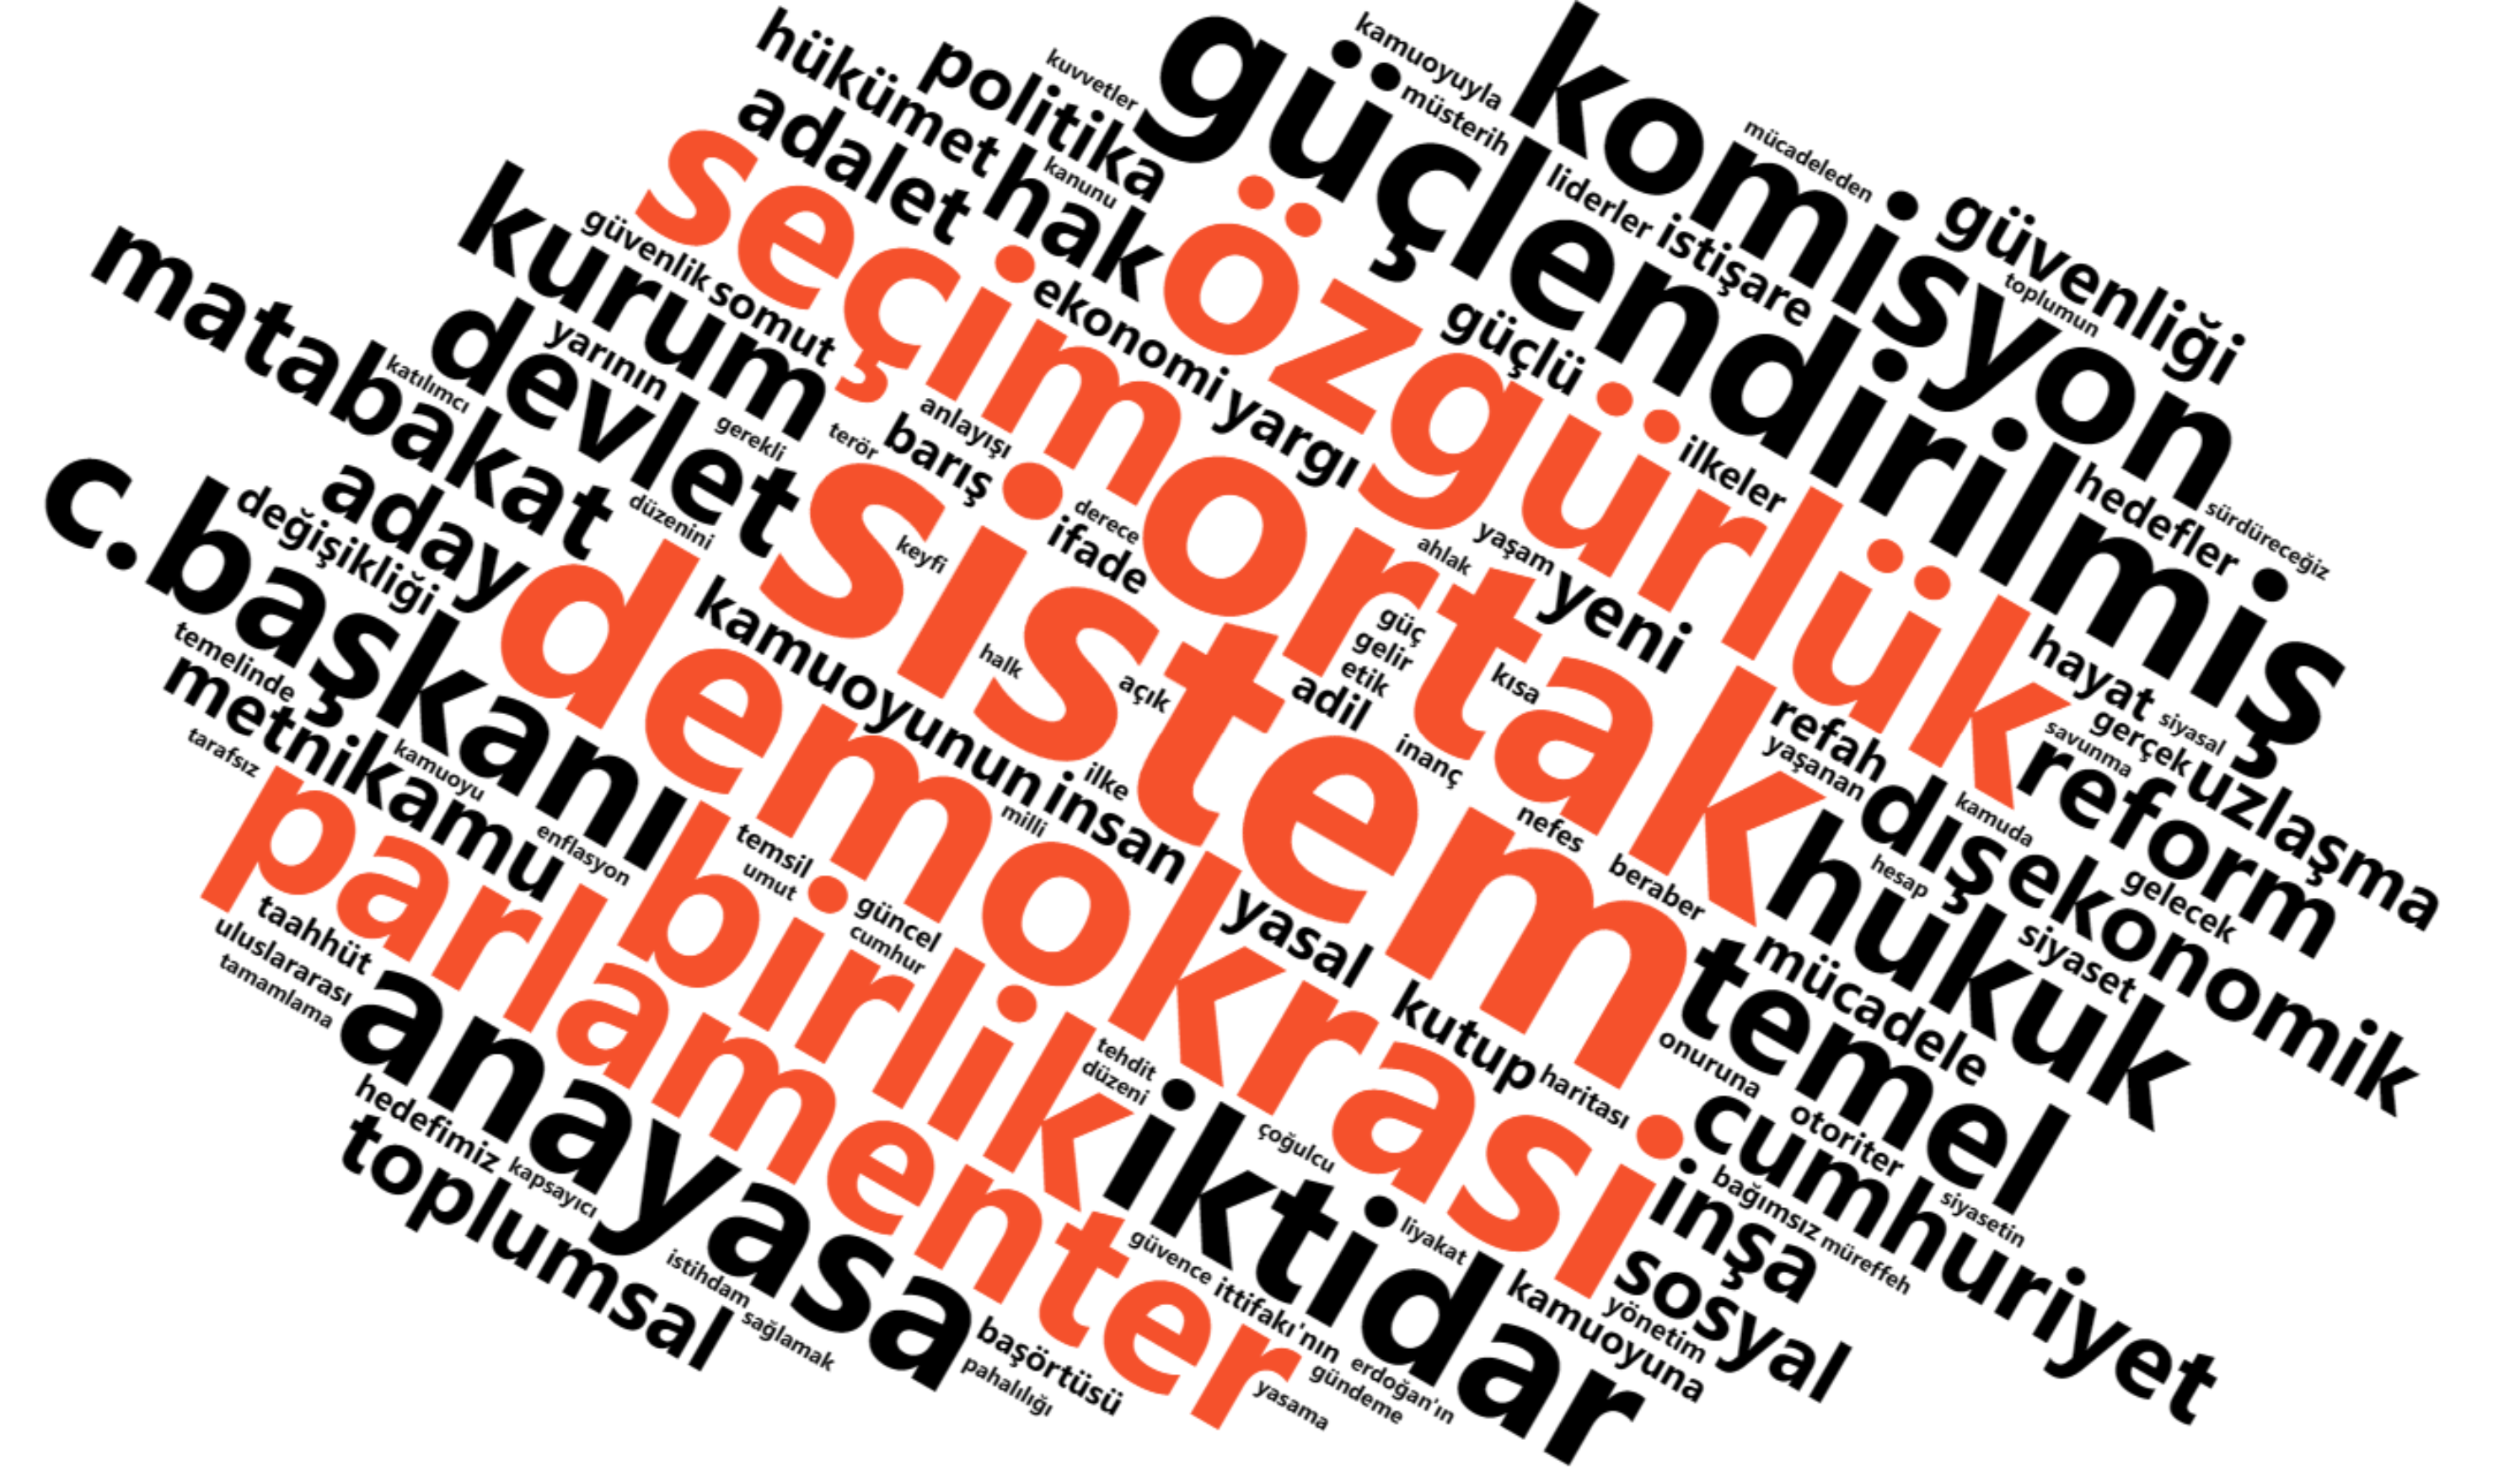 kamuoyuyla
komisyon
güçlendirilmiş
hükümet
politika
kuvvetler
müsterih
mücadeleden
adalet
hak
kanunu
liderler
istişare
güvenliği
toplumun
seçim
özgürlük
kurum
güvenlik
somut
ekonomi
yargı
güçlü
ilkeler
hedefler
sürdüreceğiz
matabakat
devlet
yarının
katılımcı
gerekli
terör
barış
anlayışı
ortak
derece
ifade
ahlak
yaşam
yeni
c.başkanı
aday
değişikliği
düzenini
sistem
keyfi
güç
gelir
etik
kısa
adil
inanç
hayat
siyasal
gerçek
uzlaşma
savunma
reform
refah
yaşanan
dış
kamuda
ekonomik
temelinde
metni
kamu
kamuoyu
tarafsız
demokrasi
kamuoyunun
halk
açık
ilke
insan
milli
nefes
beraber
hukuk
hesap
gelecek
siyaset
parlamenter
enflasyon
birlik
temsil
umut
güncel
cumhur
yasal
kutup
haritası
temel
mücadele
onuruna
otoriter
cumhuriyet
siyasetin
taahhüt
uluslararası
tamamlama
anayasa
tehdit
düzeni
iktidar
çoğulcu
liyakat
inşa
bağımsız
müreffeh
sosyal
yönetim
kamuoyuna
hedefimiz
kapsayıcı
toplumsal
istihdam
sağlamak
başörtüsü
pahalılığı
güvence
ittifakı'nın
erdoğan'ın
gündeme
yasama